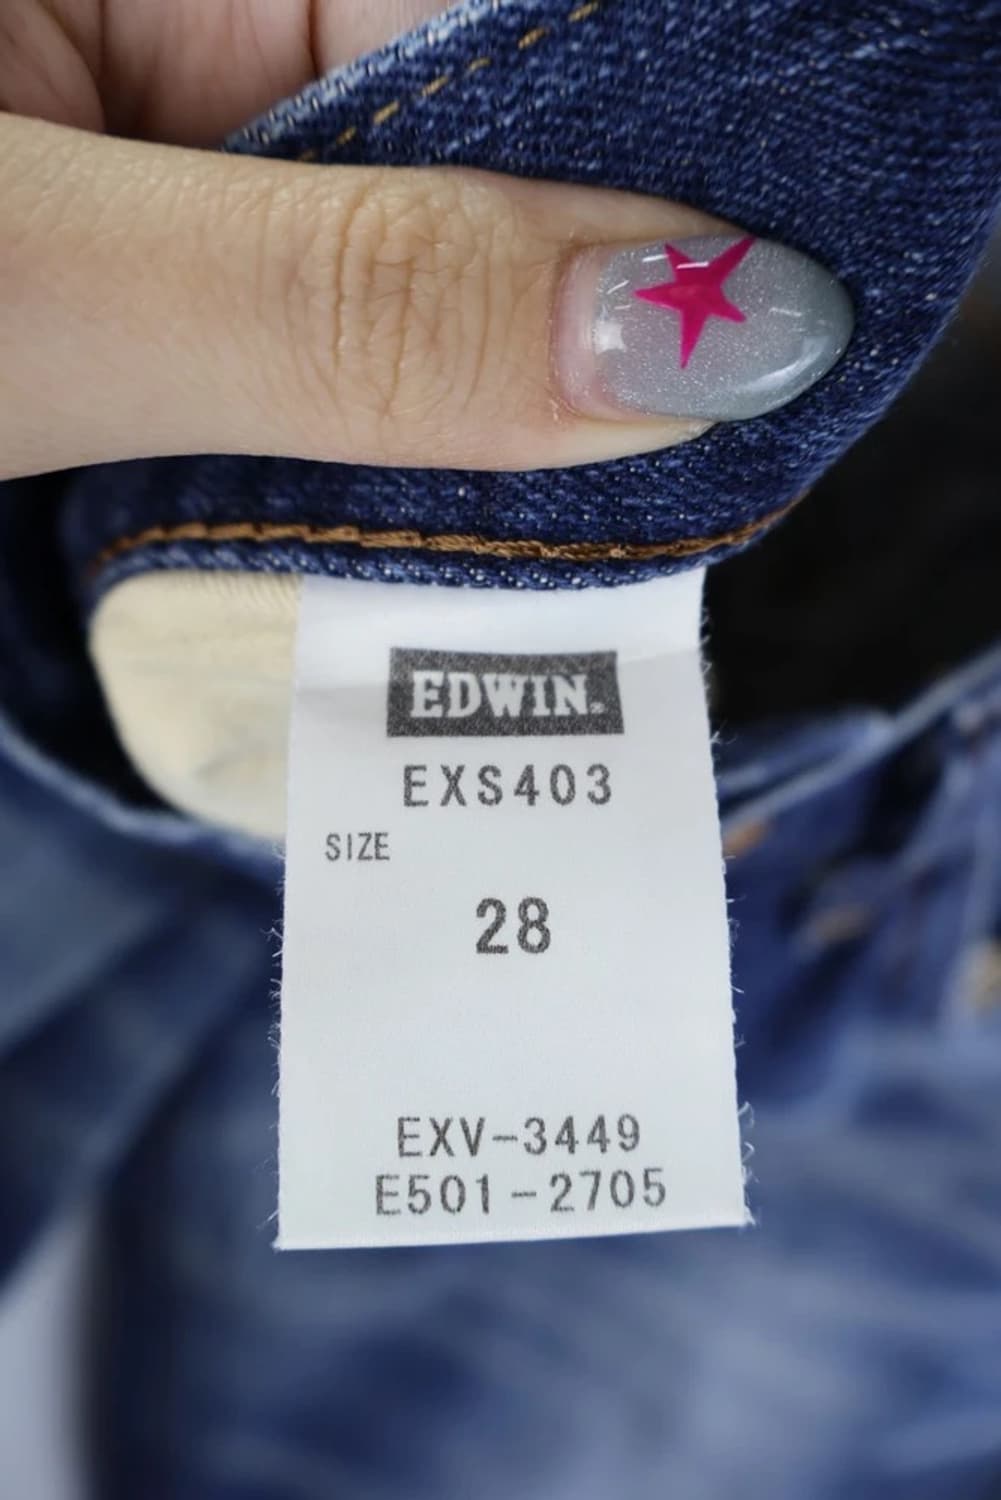 EDWIN.
EXS403
SIZE
28
EXV-3449
E501-2705